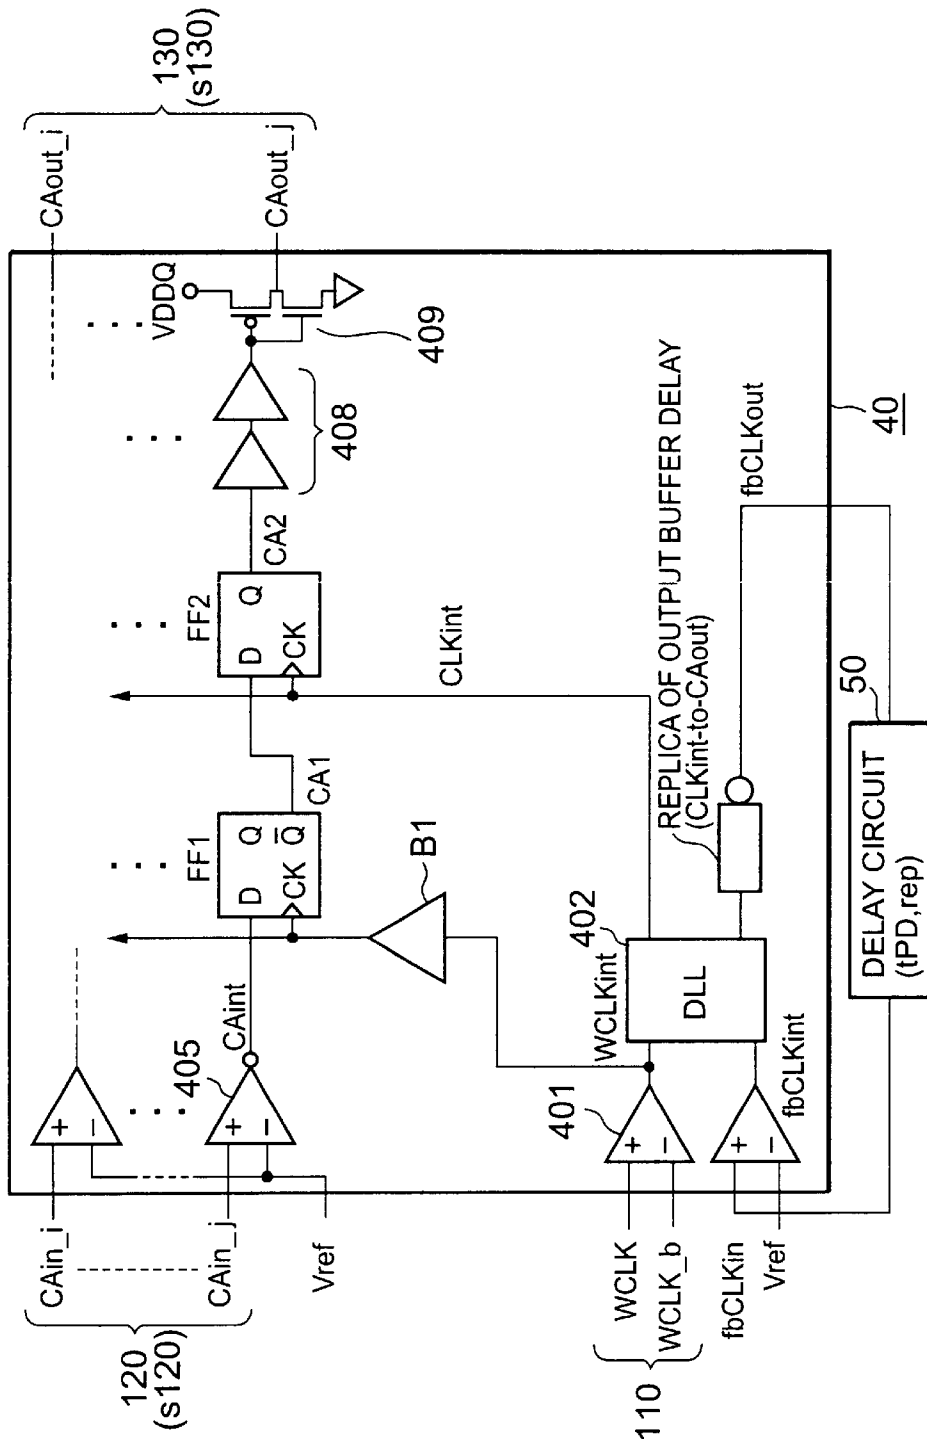 CAin_i
CAin_j
120
(s120)
Vref
WCLK
WCLK_b
110
fbCLKin
Vref
+
−
+
−
405
CAint
+
−
401
+
−
fbCLKint
WCLKint
402
DLL
B1
FF1
D
Q
CK
Q̅
CA1
FF2
D
Q
CK
CA2
CLKint
408
VDDQ
409
CAout_i
CAout_j
130
(s130)
REPLICA OF OUTPUT BUFFER DELAY
(CLKint-to-CAout)
fbCLKout
40
50
DELAY CIRCUIT
(tPD,rep)